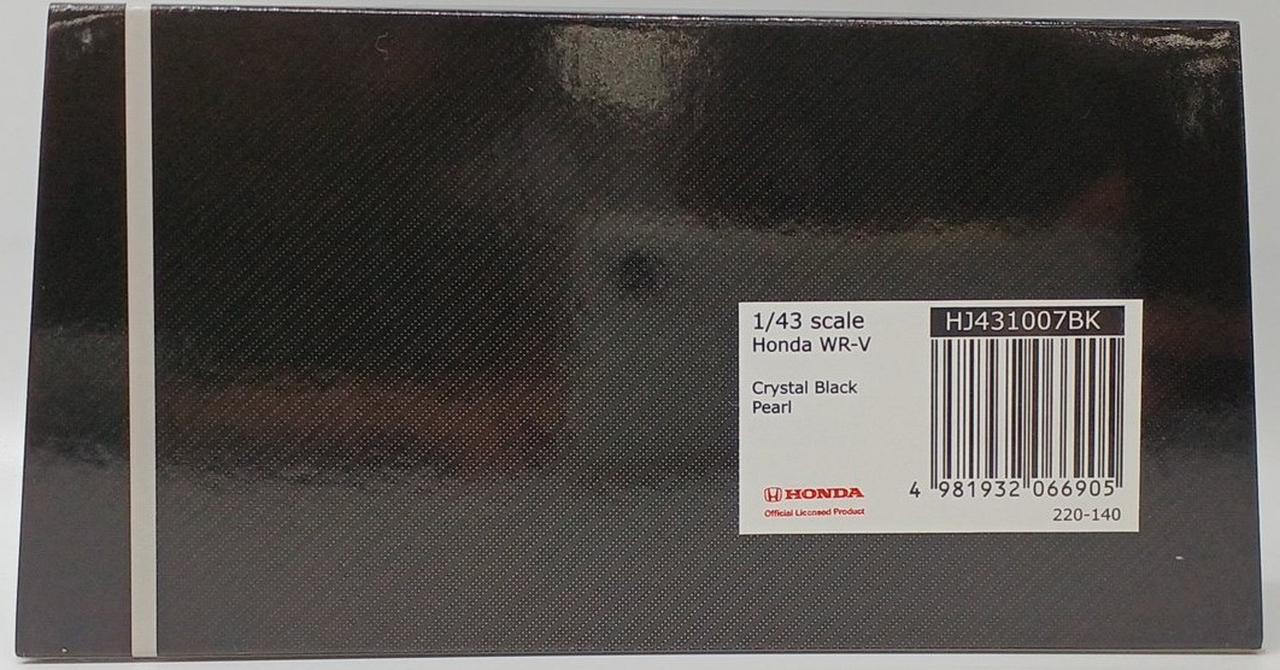 1/43 scale
Honda WR-V
Crystal Black
Pearl
HONDA
Official Licensed Product
HJ431007BK
4 981932 066905
220-140